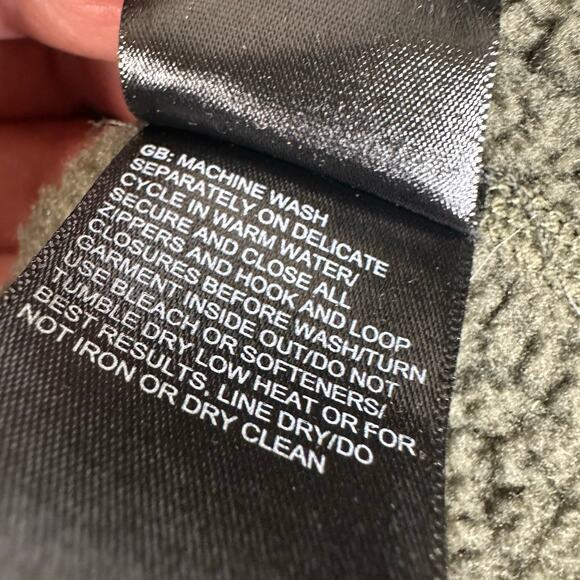 GB: MACHINE WASH
SEPARATELY ON DELICATE
CYCLE IN WARM WATER/
SECURE AND CLOSE ALL
ZIPPERS AND HOOK AND LOOP
CLOSURES BEFORE WASH/TURN
GARMENT INSIDE OUT/DO NOT
USE BLEACH OR SOFTENERS/
TUMBLE DRY LOW HEAT OR FOR
BEST RESULTS, LINE DRY/DO
NOT IRON OR DRY CLEAN